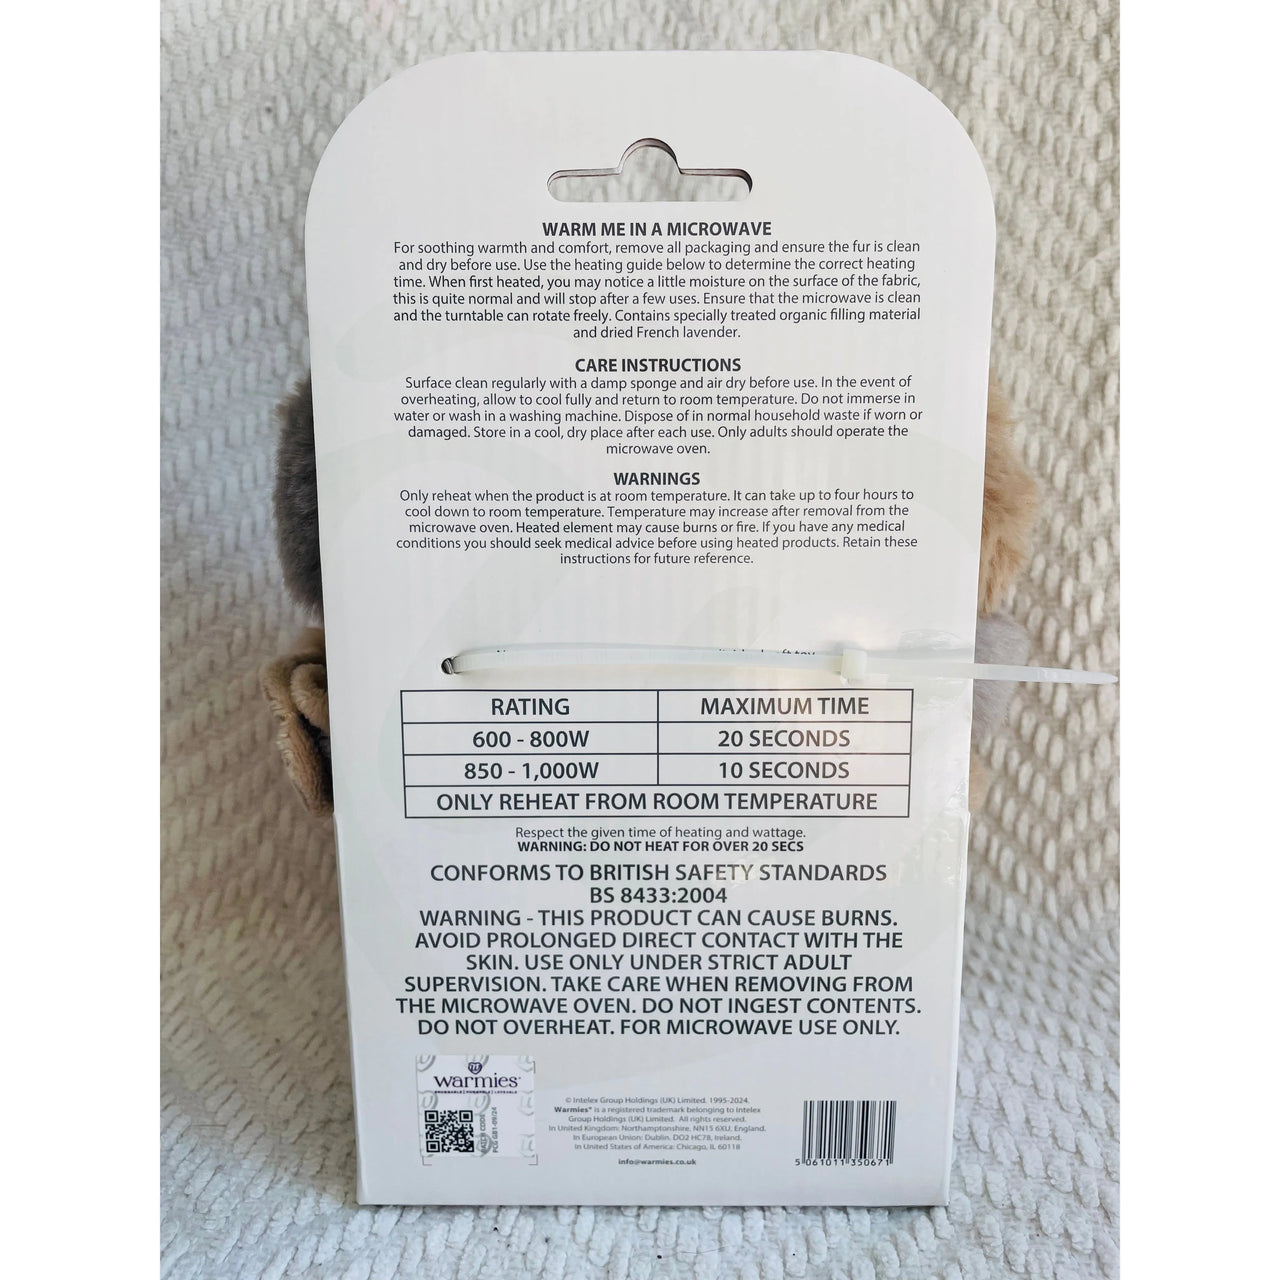 WARM ME IN A MICROWAVE
For soothing warmth and comfort, remove all packaging and ensure the fur is clean
and dry before use. Use the heating guide below to determine the correct heating
time. When first heated, you may notice a little moisture on the surface of the fabric,
this is quite normal and will stop after a few uses. Ensure that the microwave is clean
and the turntable can rotate freely. Contains specially treated organic filling material
and dried French lavender.
CARE INSTRUCTIONS
Surface clean regularly with a damp sponge and air dry before use. In the event of
overheating, allow to cool fully and return to room temperature. Do not immerse in
water or wash in a washing machine. Dispose of in normal household waste if worn or
damaged. Store in a cool, dry place after each use. Only adults should operate the
microwave oven.
WARNINGS
Only reheat when the product is at room temperature. It can take up to four hours to
cool down to room temperature. Temperature may increase after removal from the
microwave oven. Heated element may cause burns or fire. If you have any medical
conditions you should seek medical advice before using heated products. Retain these
instructions for future reference.
RATING MAXIMUM TIME
600 - 800W 20 SECONDS
850 - 1,000W 10 SECONDS
ONLY REHEAT FROM ROOM TEMPERATURE
Respect the given time of heating and wattage.
WARNING: DO NOT HEAT FOR OVER 20 SECS
CONFORMS TO BRITISH SAFETY STANDARDS
BS 8433:2004
WARNING - THIS PRODUCT CAN CAUSE BURNS.
AVOID PROLONGED DIRECT CONTACT WITH THE
SKIN. USE ONLY UNDER STRICT ADULT
SUPERVISION. TAKE CARE WHEN REMOVING FROM
THE MICROWAVE OVEN. DO NOT INGEST CONTENTS.
DO NOT OVERHEAT. FOR MICROWAVE USE ONLY.
warmies®
BATCH CODE
PCG GB1-09/24
© Intelex Group Holdings (UK) Limited. 1995-2024.
Warmies® is a registered trademark belonging to Intelex
Group Holdings (UK) Limited. All rights reserved.
In United Kingdom: Northamptonshire, NN15 6XU, England.
In European Union: Dublin, DO2 HC78, Ireland.
In United States of America: Chicago, IL 60118
info@warmies.co.uk
5 061011 350671